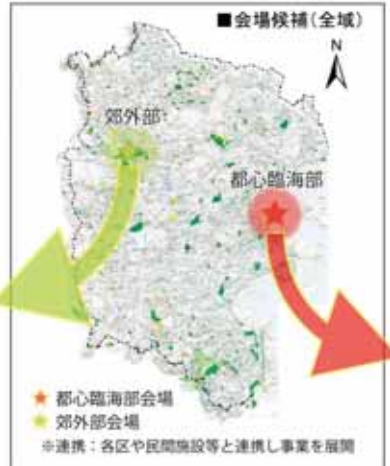 ■会場候補(全域)
N
郊外部
都心臨海部
★ 都心臨海部会場
★ 郊外部会場
※連携：各区や民間施設等と連携し事業を展開